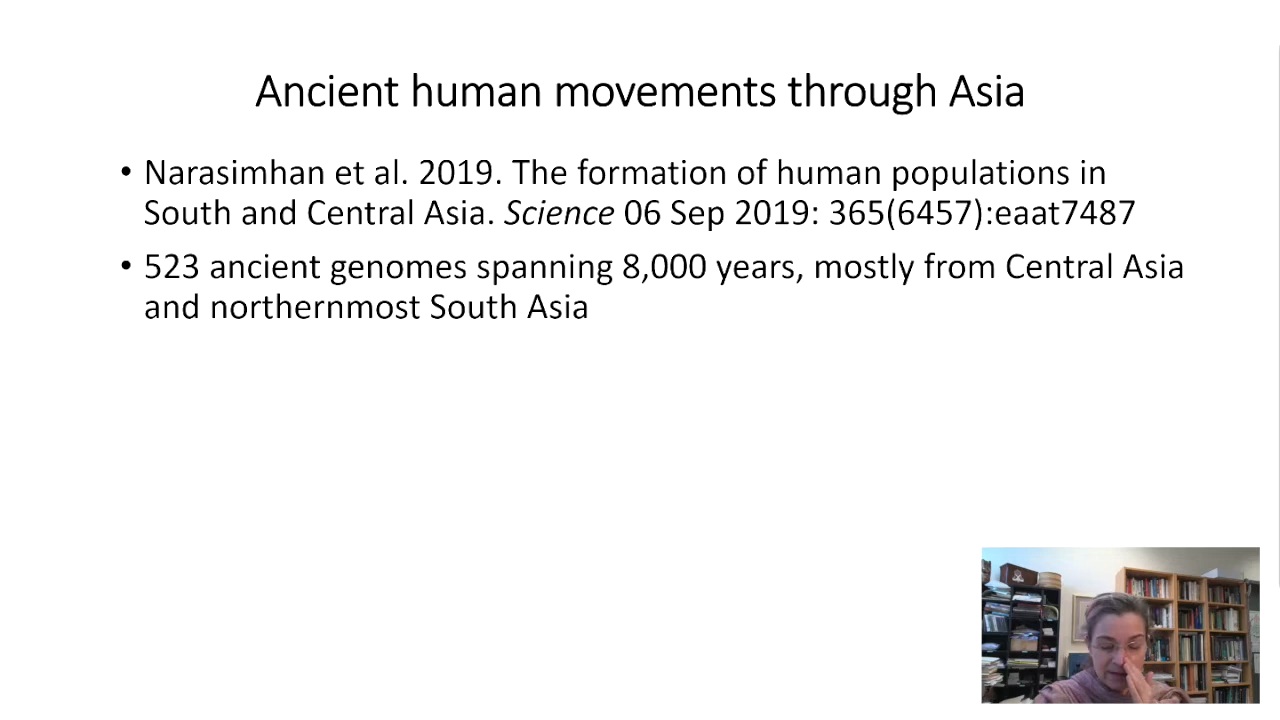 Ancient human movements through Asia
• Narasimhan et al. 2019. The formation of human populations in
South and Central Asia. Science 06 Sep 2019: 365(6457):eaat7487
• 523 ancient genomes spanning 8,000 years, mostly from Central Asia
and northernmost South Asia